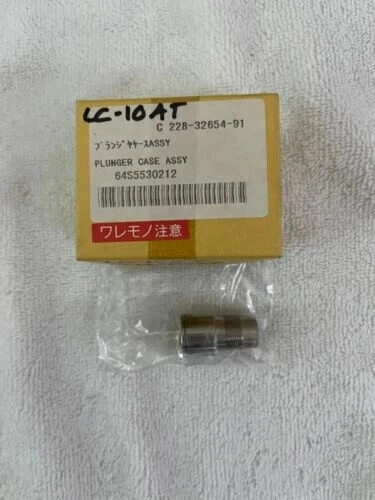 LC-10AT
C 228-32654-91
ﾌﾟﾗﾝｼﾞﾔｹｰｽASSY
PLUNGER CASE ASSY
64S5530212
ワレモノ注意